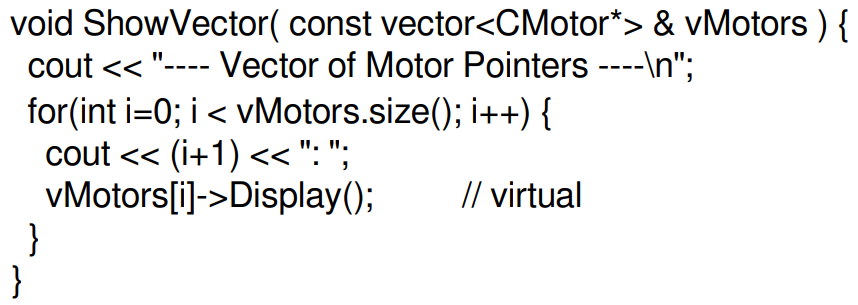 void ShowVector( const vector<CMotor*> & vMotors ) {
cout << "---- Vector of Motor Pointers ----\n";
for(int i=0; i < vMotors.size(); i++) {
cout << (i+1) << ": ";
vMotors[i]->Display(); // virtual
}
}